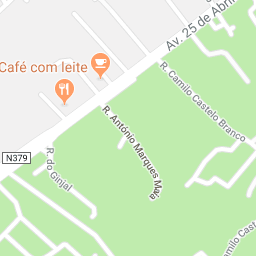 Av. 25 de Abril
Café com leite
R. Camilo Castelo Branco
R. António Marques Maia
N379
R. do Ginjal
Camilo Castelo